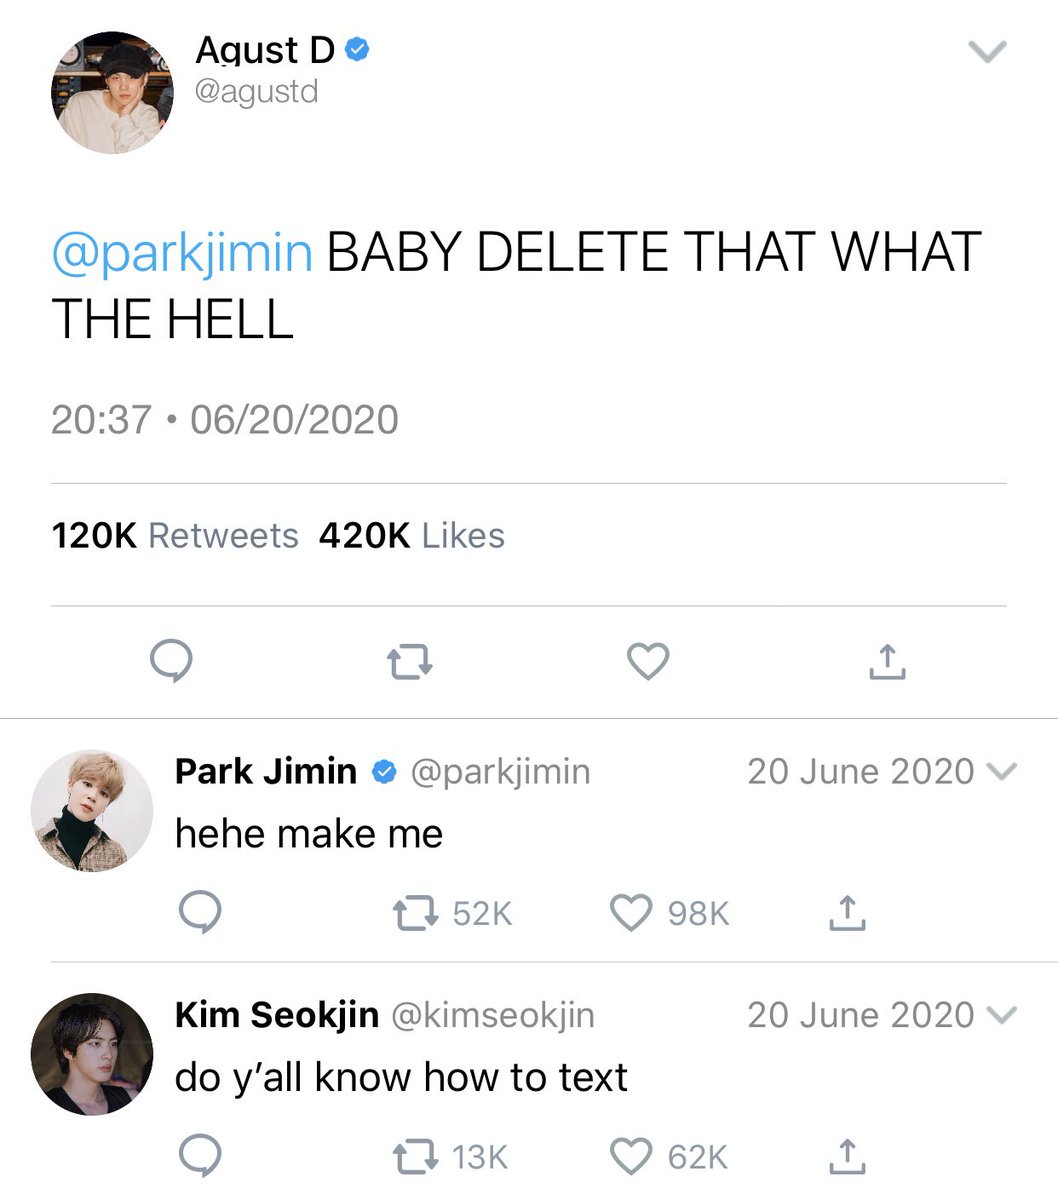 Agust D
@agustd
@parkjimin BABY DELETE THAT WHAT
THE HELL
20:37 • 06/20/2020
120K Retweets 420K Likes
Park Jimin @parkjimin 20 June 2020
hehe make me
52K 98K
Kim Seokjin @kimseokjin 20 June 2020
do y’all know how to text
13K 62K